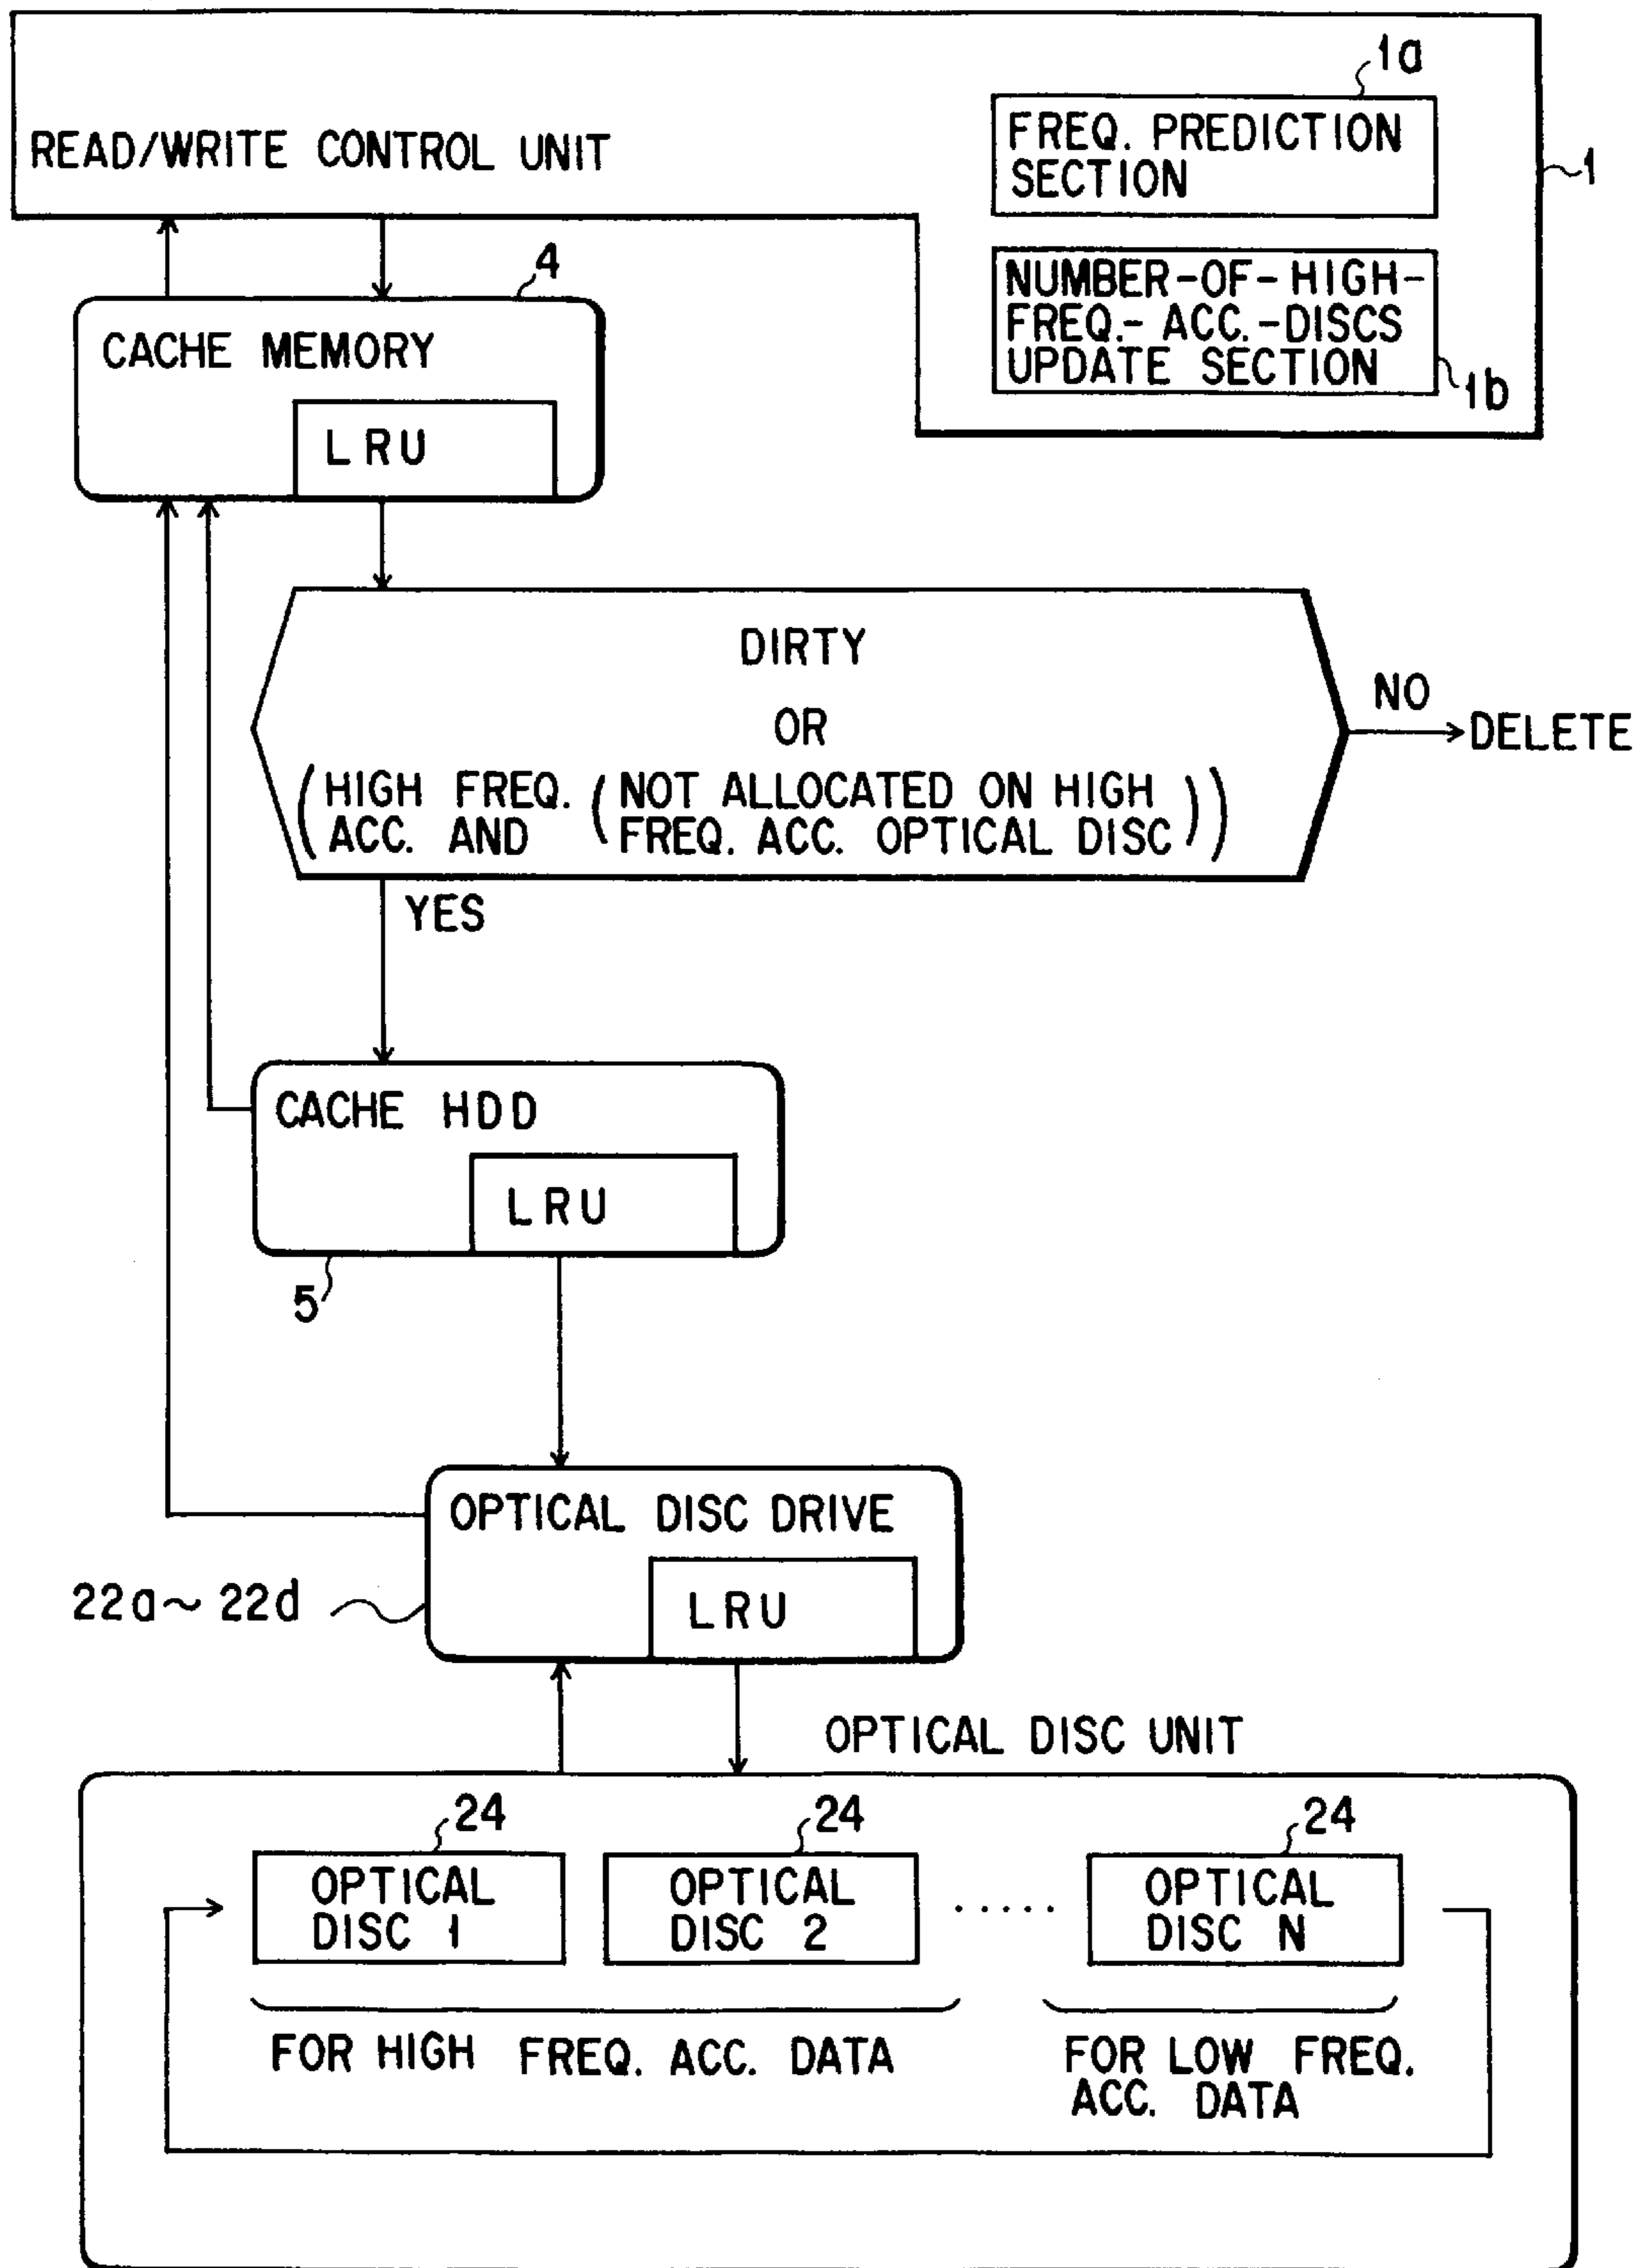 1a
FREQ. PREDICTION
SECTION
READ/WRITE CONTROL UNIT
1
NUMBER-OF-HIGH-
FREQ.-ACC.-DISCS
UPDATE SECTION
1b
4
CACHE MEMORY
LRU
DIRTY
OR
(HIGH FREQ. (NOT ALLOCATED ON HIGH
ACC. AND FREQ. ACC. OPTICAL DISC))
NO
DELETE
YES
CACHE HDD
LRU
5
OPTICAL DISC DRIVE
LRU
22a~22d
OPTICAL DISC UNIT
24
24
24
OPTICAL
DISC 1
OPTICAL
DISC 2
.....
OPTICAL
DISC N
FOR HIGH FREQ. ACC. DATA
FOR LOW FREQ.
ACC. DATA